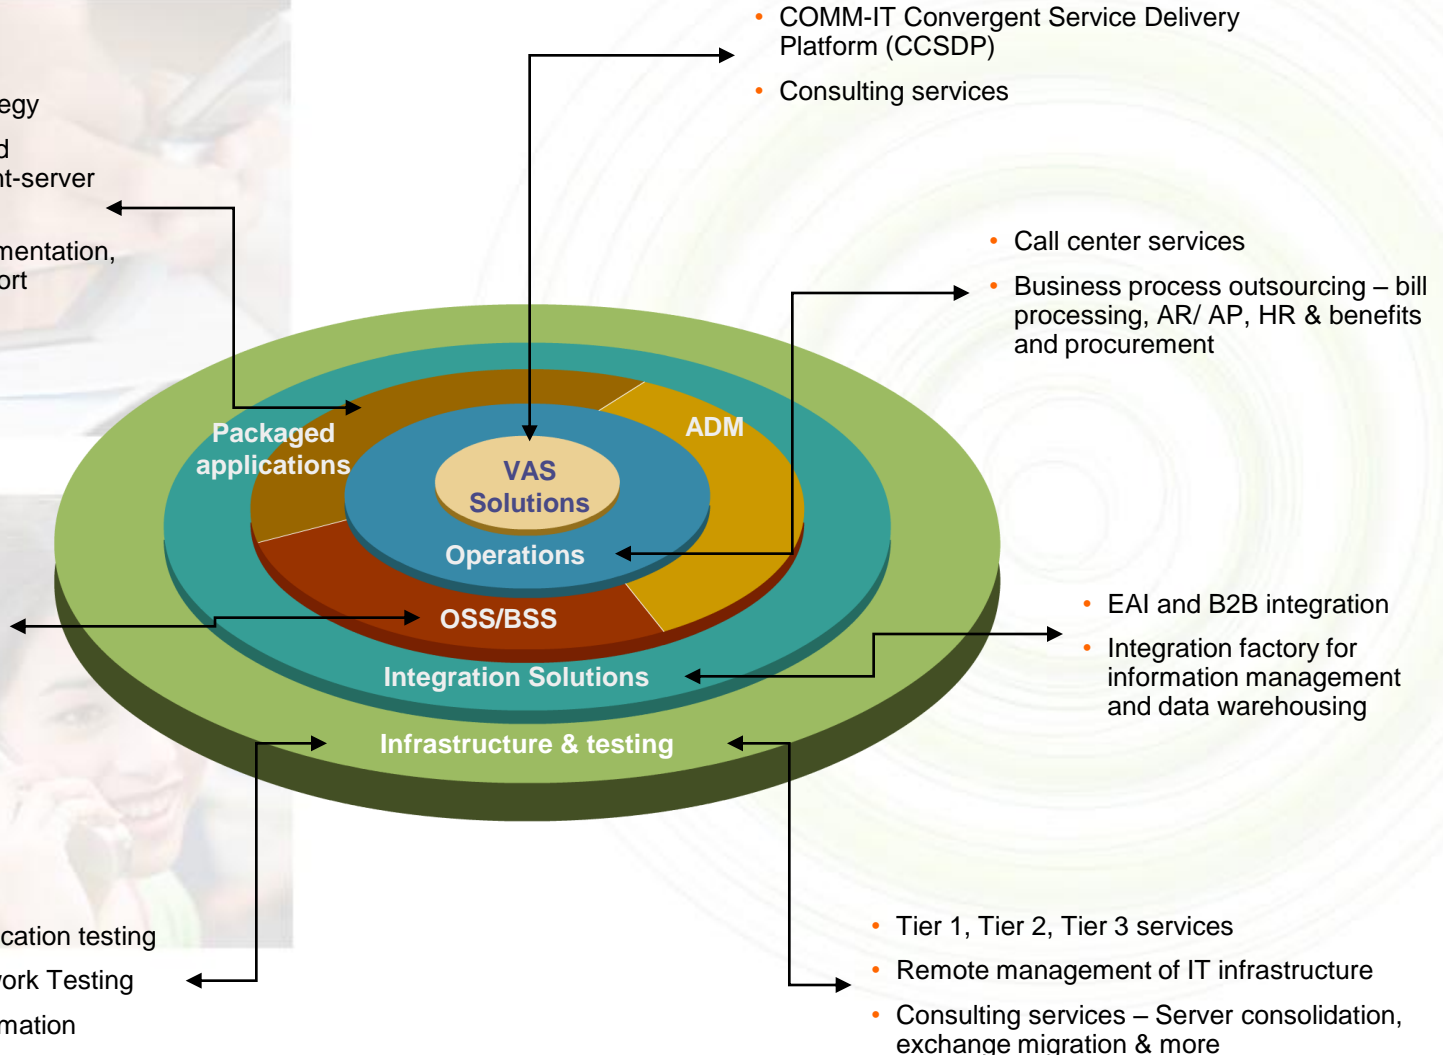 COMM-IT Convergent Service Delivery
Platform (CCSDP)
Consulting services
egy
d
nt-server
mentation,
ort
Call center services
Business process outsourcing – bill
processing, AR/ AP, HR & benefits
and procurement
Packaged
applications
ADM
VAS
Solutions
Operations
OSS/BSS
Integration Solutions
Infrastructure & testing
EAI and B2B integration
Integration factory for
information management
and data warehousing
ication testing
work Testing
mation
Tier 1, Tier 2, Tier 3 services
Remote management of IT infrastructure
Consulting services – Server consolidation,
exchange migration & more